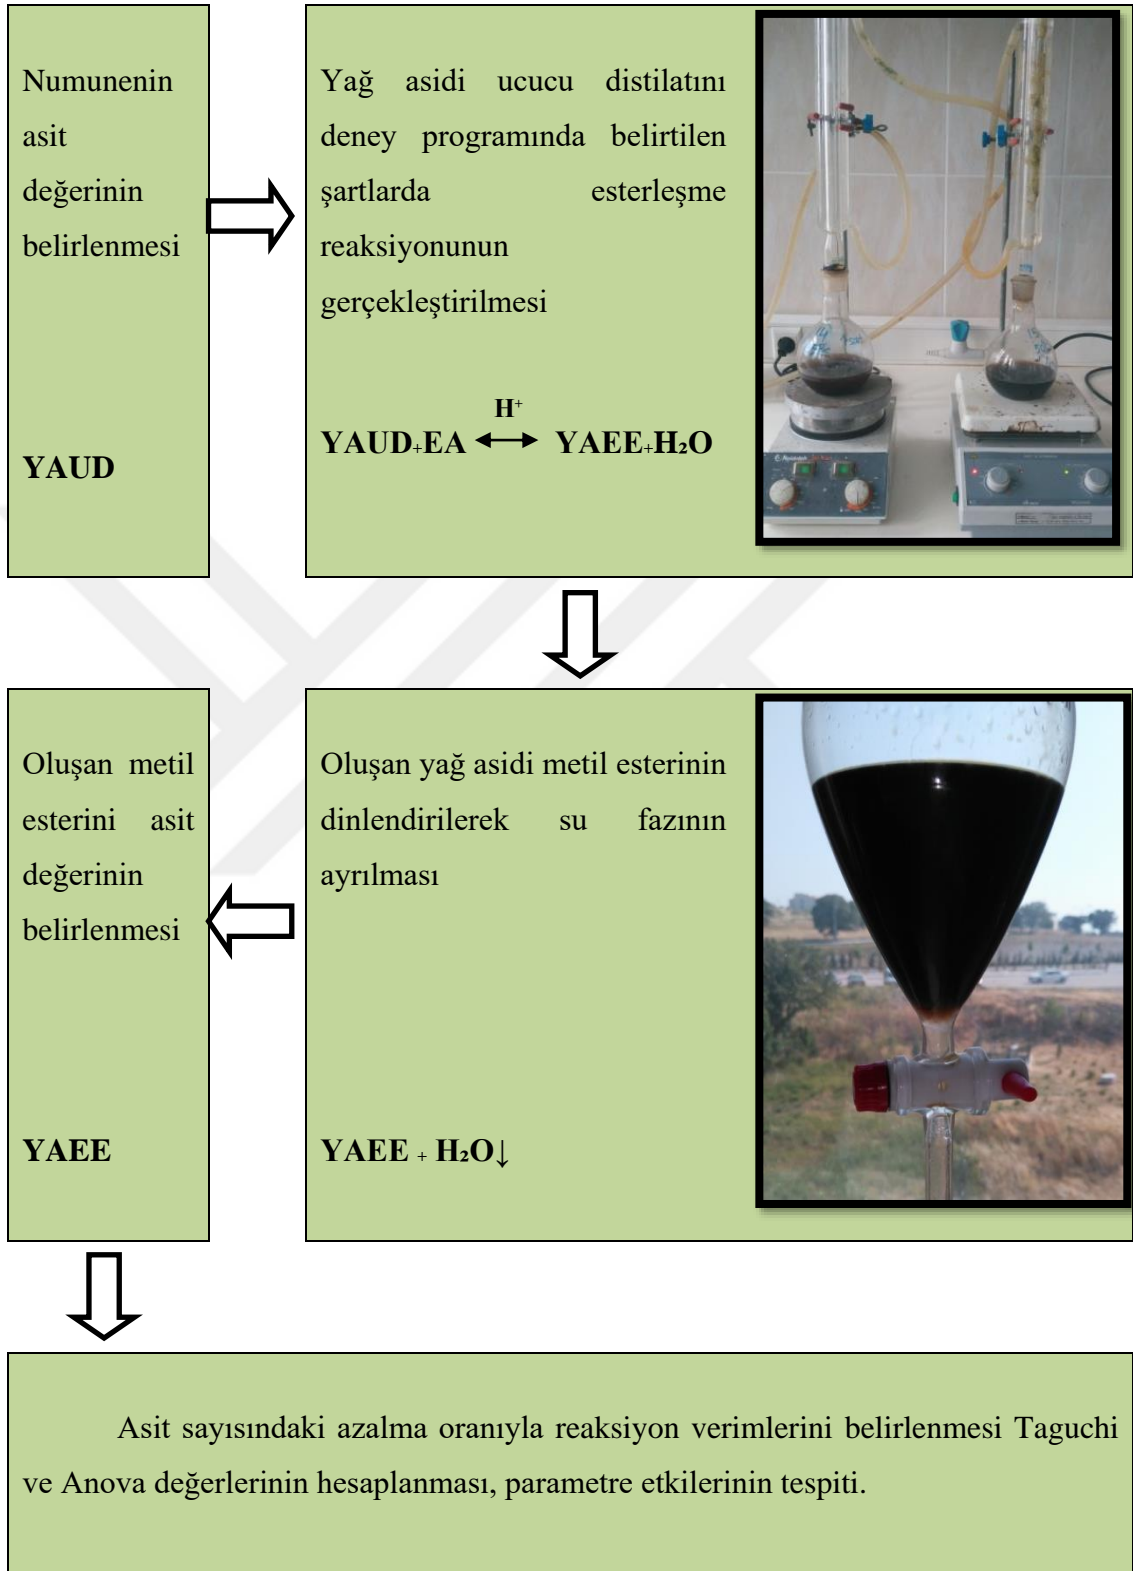 Numunenin
asit
değerinin
belirlenmesi
YAUD
Yağ asidi ucucu distilatını
deney programında belirtilen
şartlarda esterleşme
reaksiyonunun
gerçekleştirilmesi
H⁺
YAUD+EA ⟷ YAEE+H₂O
Oluşan metil
esterini asit
değerinin
belirlenmesi
YAEE
Oluşan yağ asidi metil esterinin
dinlendirilerek su fazının
ayrılması
YAEE + H₂O↓
Asit sayısındaki azalma oranıyla reaksiyon verimlerini belirlenmesi Taguchi
ve Anova değerlerinin hesaplanması, parametre etkilerinin tespiti.